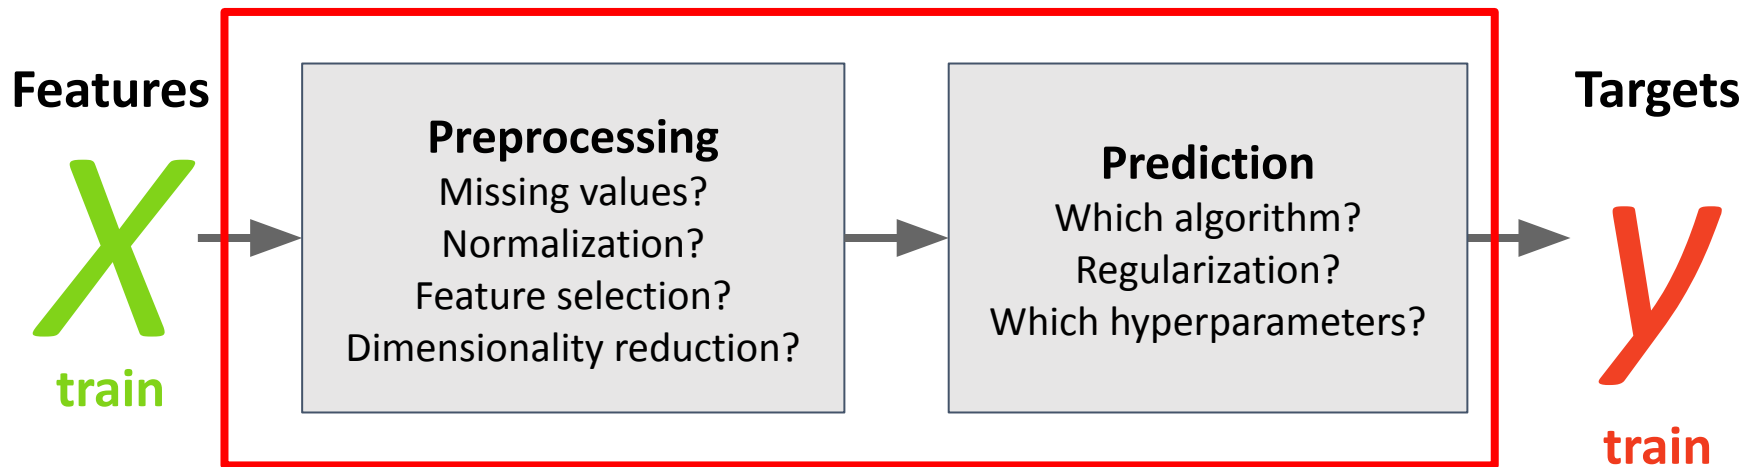 Features
X
train
Preprocessing
Missing values?
Normalization?
Feature selection?
Dimensionality reduction?
Prediction
Which algorithm?
Regularization?
Which hyperparameters?
Targets
y
train